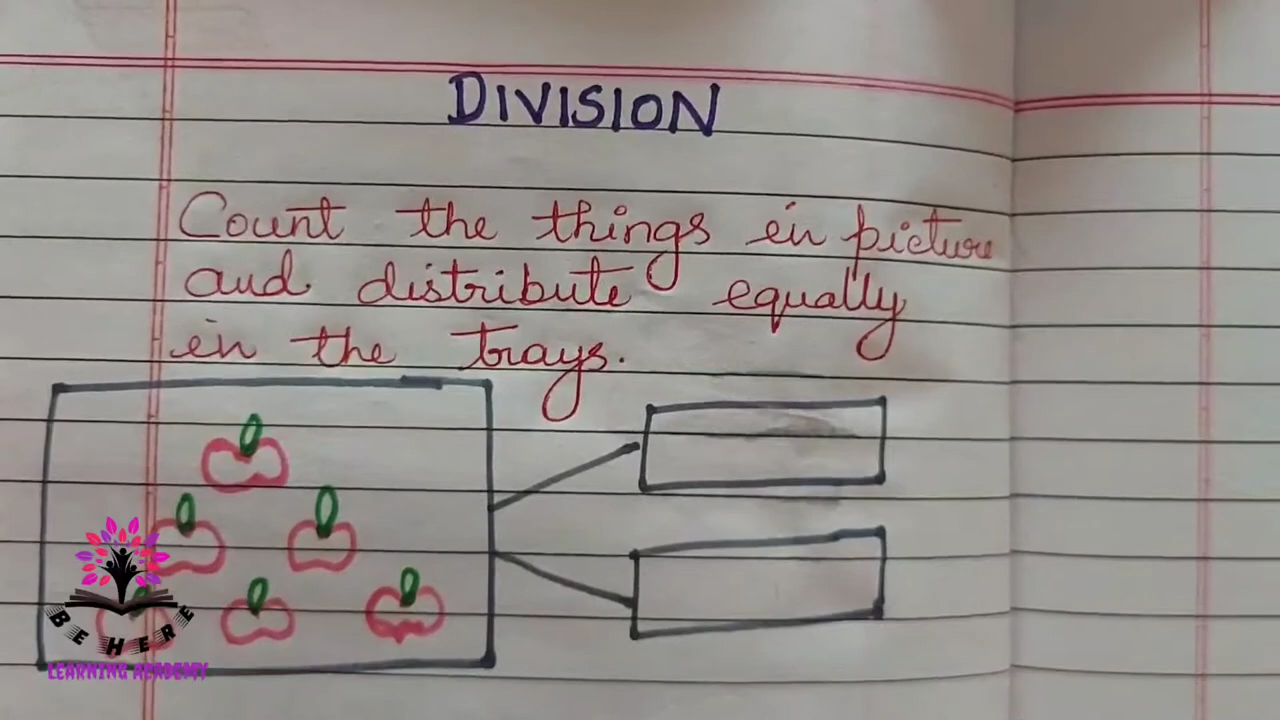 DIVISION
Count the things in picture
and distribute equally
in the trays.
BE HERE
LEARNING ACADEMY